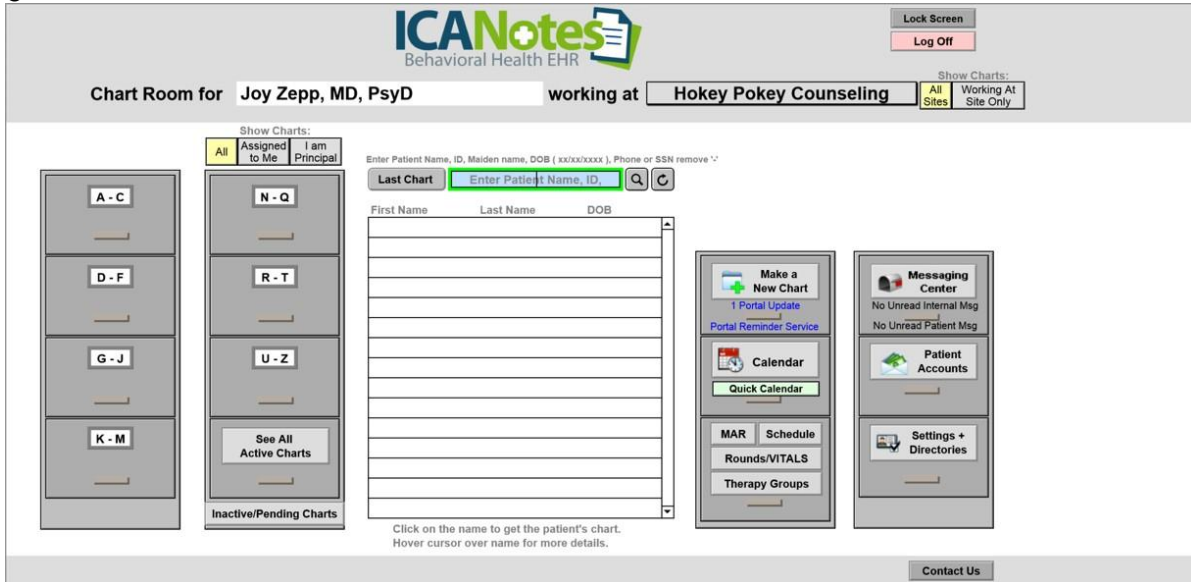 ICANotes
Behavioral Health EHR
Lock Screen
Log Off
Chart Room for Joy Zepp, MD, PsyD working at Hokey Pokey Counseling
Show Charts:
All Sites
Working At Site Only
Show Charts:
All
Assigned to Me
I am Principal
Enter Patient Name, ID, Maiden name, DOB ( xx/xx/xxxx ), Phone or SSN remove '-'
Last Chart
Enter Patient Name, ID,
First Name Last Name DOB
A - C
D - F
G - J
K - M
N - Q
R - T
U - Z
See All
Active Charts
Inactive/Pending Charts
Click on the name to get the patient's chart.
Hover cursor over name for more details.
Make a
New Chart
1 Portal Update
Portal Reminder Service
Calendar
Quick Calendar
MAR Schedule
Rounds/VITALS
Therapy Groups
Messaging
Center
No Unread Internal Msg
No Unread Patient Msg
Patient
Accounts
Settings +
Directories
Contact Us